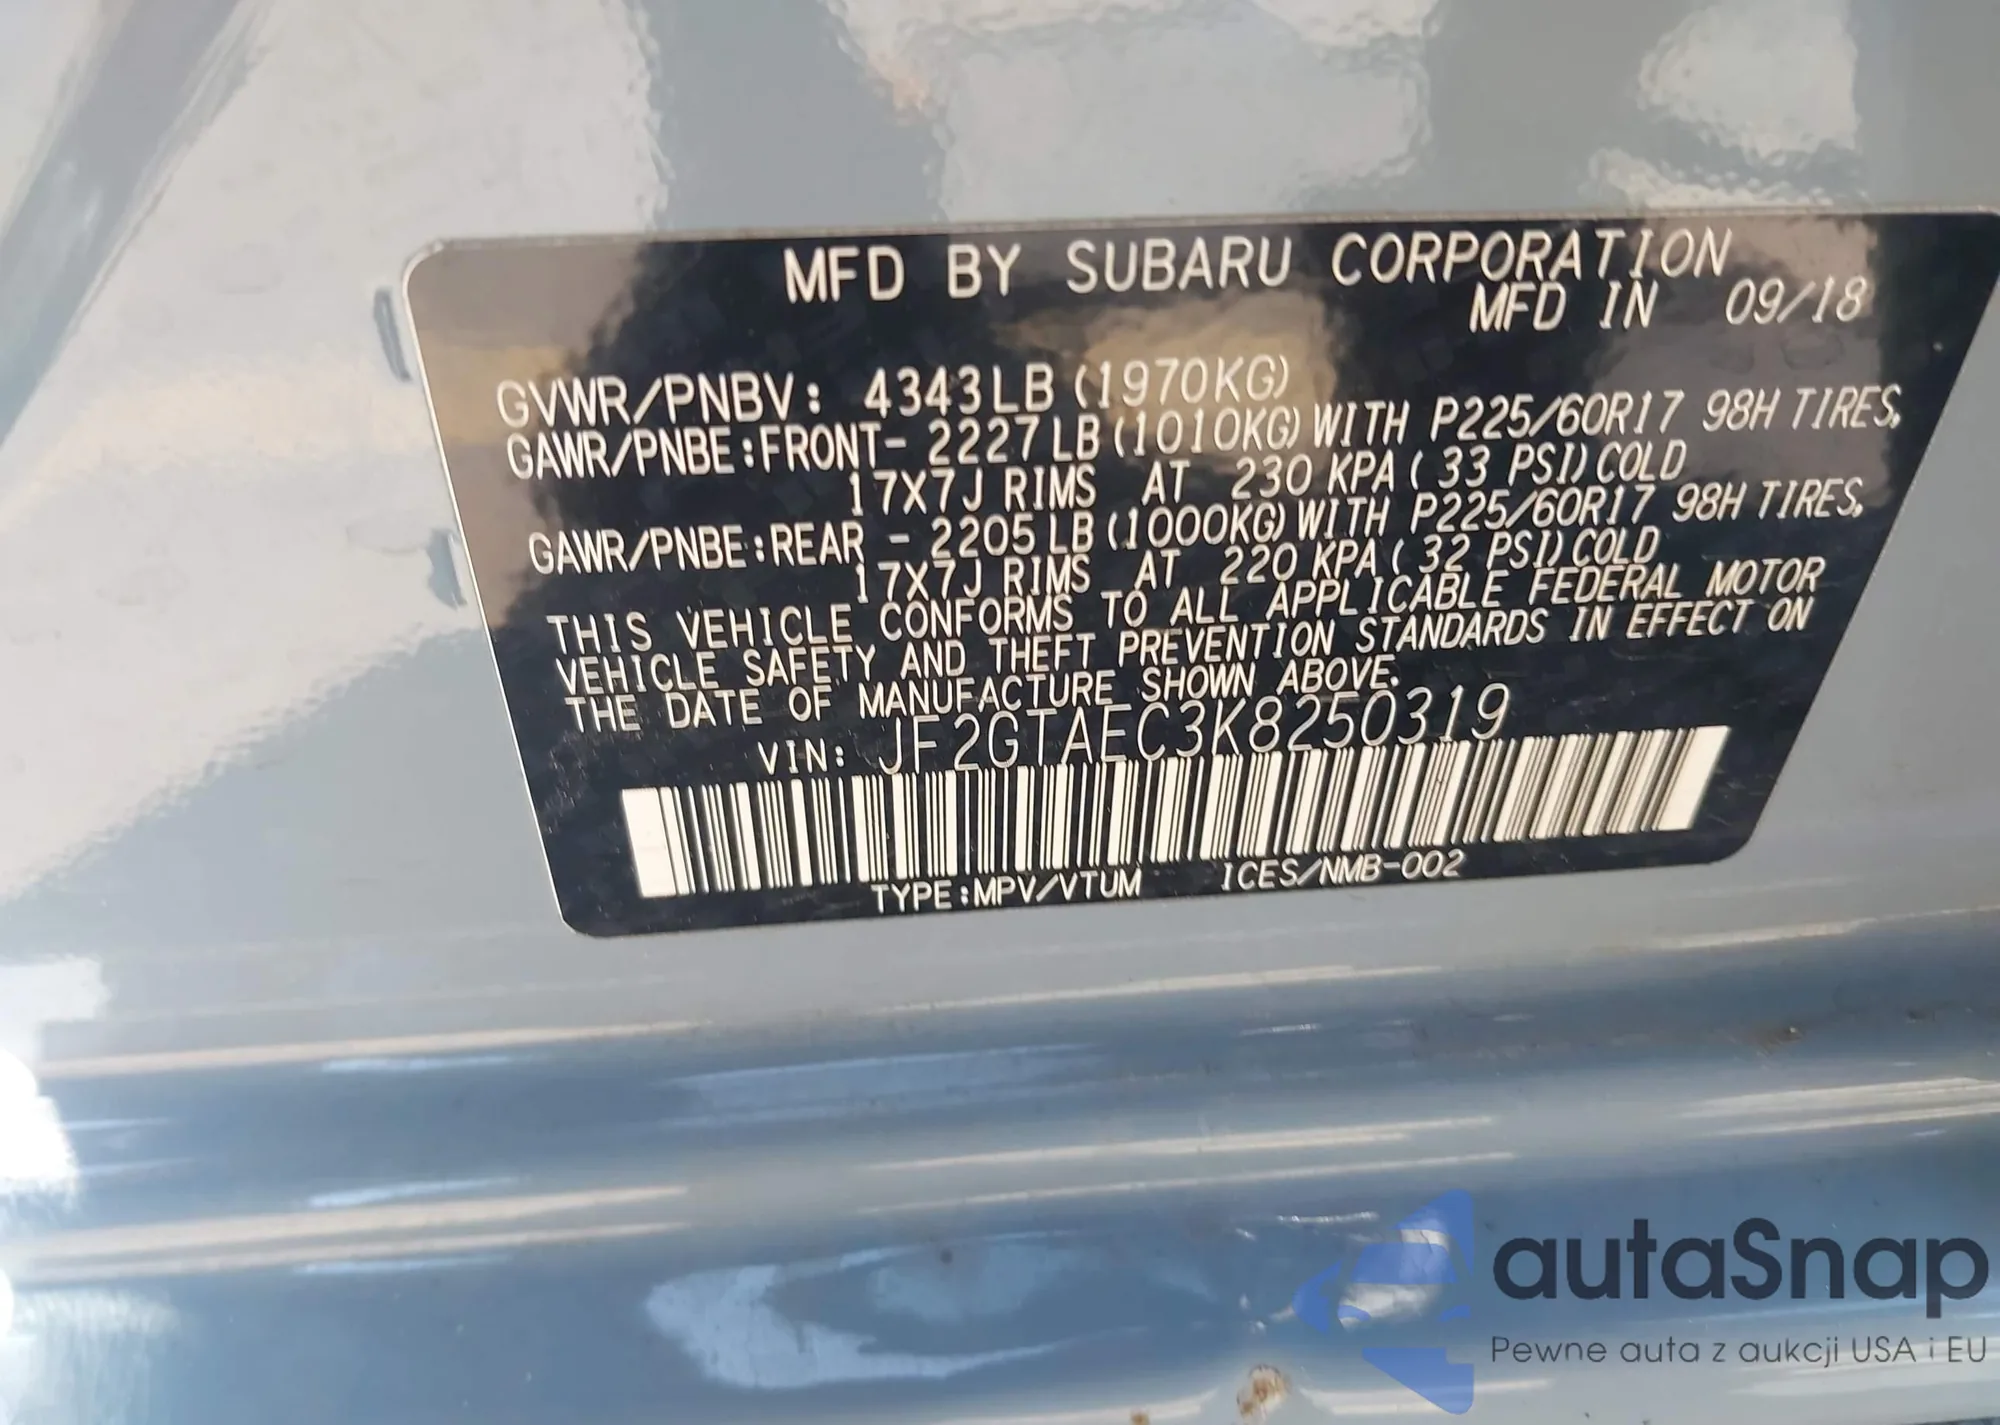 MFD BY SUBARU CORPORATION
MFD IN 09/18
GVWR/PNBV: 4343LB (1970KG)
GAWR/PNBE:FRONT- 2227LB (1010KG) WITH P225/60R17 98H TIRES,
17X7J RIMS AT 230 KPA ( 33 PSI) COLD
GAWR/PNBE:REAR - 2205LB (1000KG) WITH P225/60R17 98H TIRES,
17X7J RIMS AT 220 KPA ( 32 PSI) COLD
THIS VEHICLE CONFORMS TO ALL APPLICABLE FEDERAL MOTOR
VEHICLE SAFETY AND THEFT PREVENTION STANDARDS IN EFFECT ON
THE DATE OF MANUFACTURE SHOWN ABOVE.
VIN: JF2GTAEC3K8250319
TYPE:MPV/VTUM ICES/NMB-002
autaSnap
Pewne auta z aukcji USA i EU